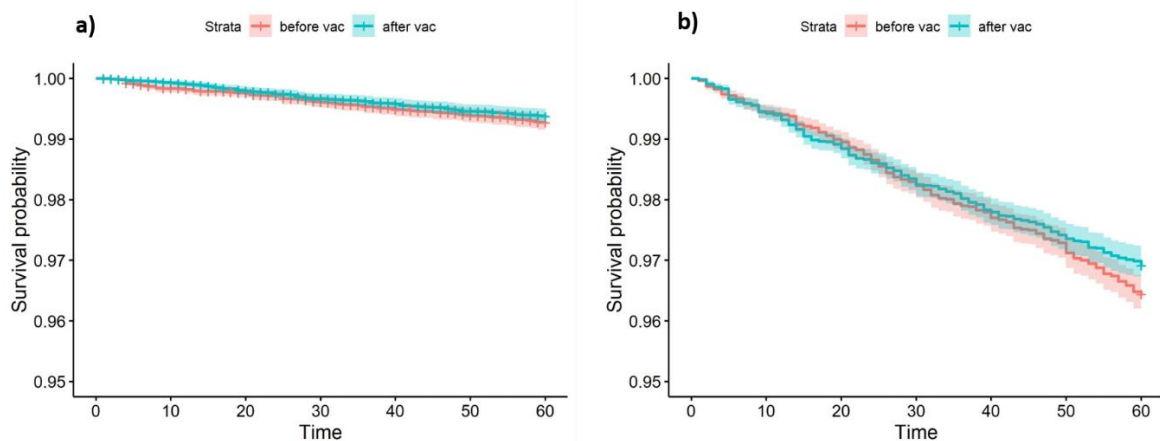 a)
Strata before vac after vac
1.00
0.99
0.98
0.97
0.96
0.95
Survival probability
0 10 20 30 40 50 60
Time
b)
Strata before vac after vac
1.00
0.99
0.98
0.97
0.96
0.95
Survival probability
0 10 20 30 40 50 60
Time